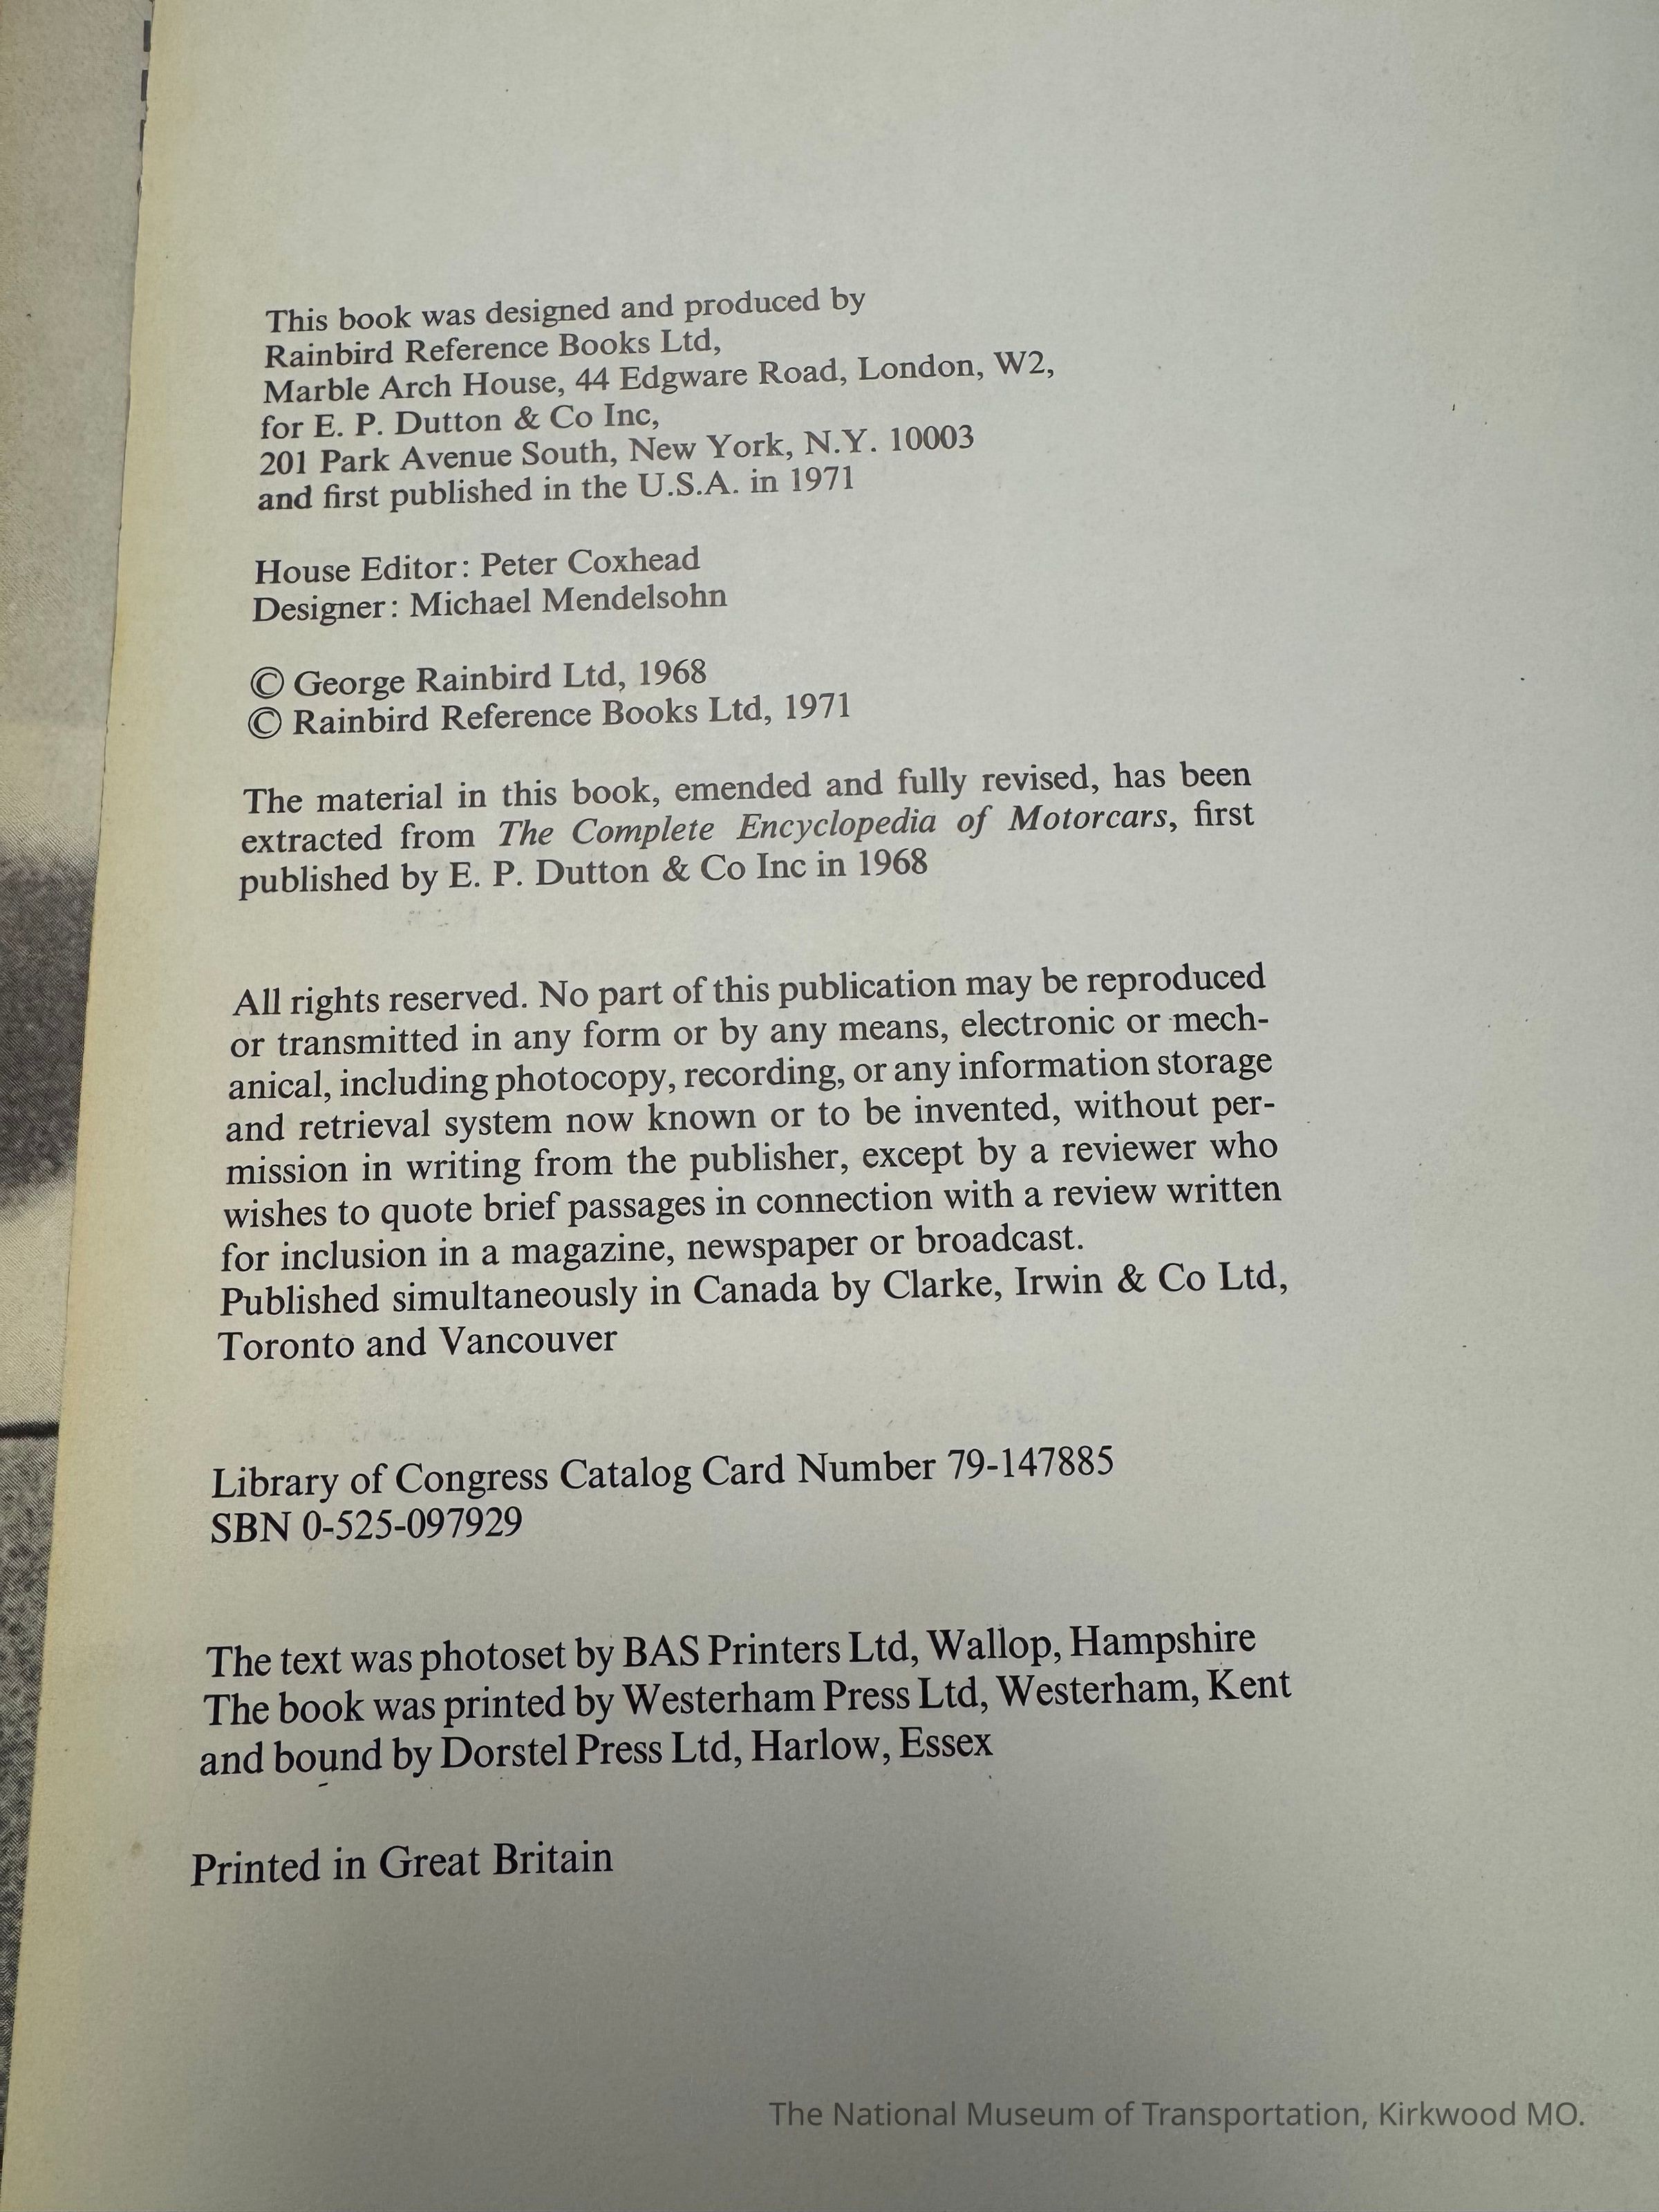 This book was designed and produced by
Rainbird Reference Books Ltd,
Marble Arch House, 44 Edgware Road, London, W2,
for E. P. Dutton & Co Inc,
201 Park Avenue South, New York, N.Y. 10003
and first published in the U.S.A. in 1971
House Editor: Peter Coxhead
Designer: Michael Mendelsohn
© George Rainbird Ltd, 1968
© Rainbird Reference Books Ltd, 1971
The material in this book, emended and fully revised, has been
extracted from The Complete Encyclopedia of Motorcars, first
published by E. P. Dutton & Co Inc in 1968
All rights reserved. No part of this publication may be reproduced
or transmitted in any form or by any means, electronic or mech-
anical, including photocopy, recording, or any information storage
and retrieval system now known or to be invented, without per-
mission in writing from the publisher, except by a reviewer who
wishes to quote brief passages in connection with a review written
for inclusion in a magazine, newspaper or broadcast.
Published simultaneously in Canada by Clarke, Irwin & Co Ltd,
Toronto and Vancouver
Library of Congress Catalog Card Number 79-147885
SBN 0-525-097929
The text was photoset by BAS Printers Ltd, Wallop, Hampshire
The book was printed by Westerham Press Ltd, Westerham, Kent
and bound by Dorstel Press Ltd, Harlow, Essex
Printed in Great Britain
The National Museum of Transportation, Kirkwood MO.